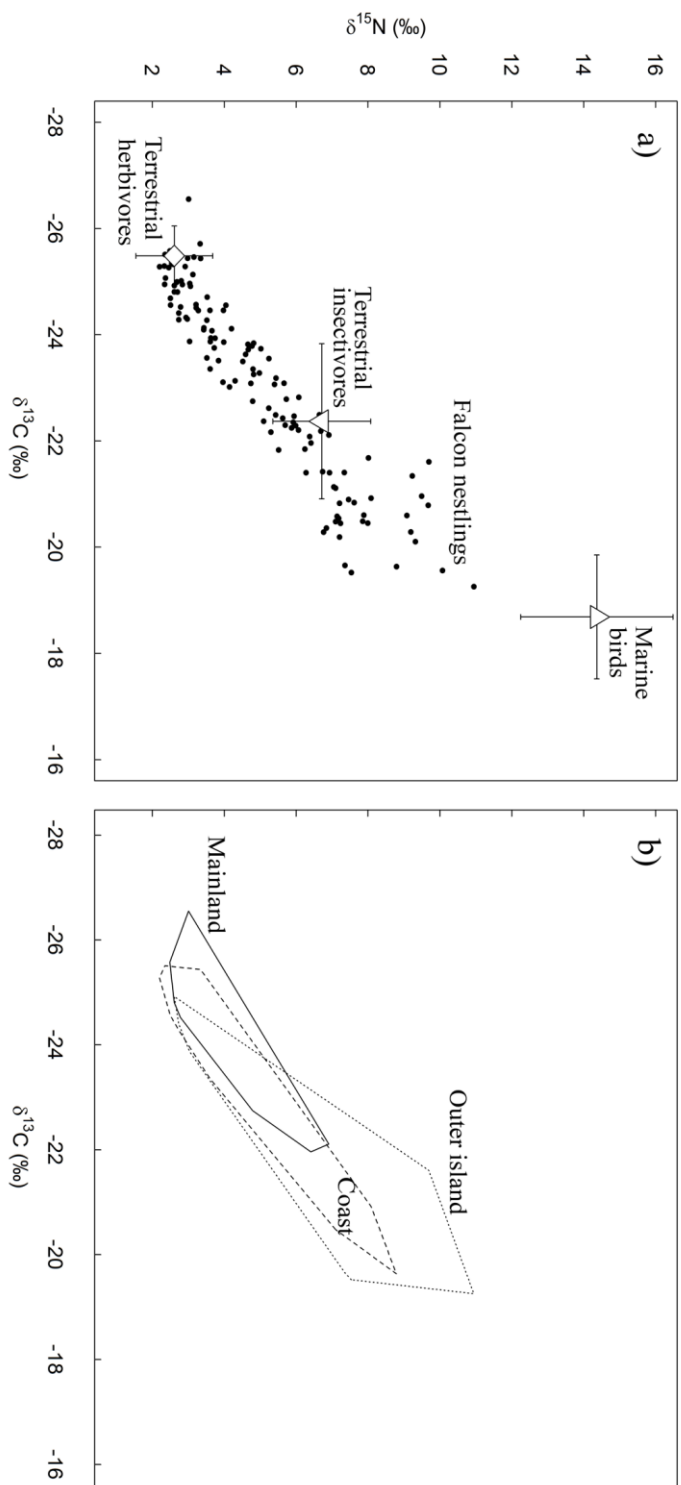 a)
δ15N (‰)
16
14
12
10
8
6
4
2
-28
-26
-24
-22
-20
-18
-16
δ13C (‰)
Marine
birds
Falcon nestlings
Terrestrial
insectivores
Terrestrial
herbivores
b)
Outer island
Coast
Mainland
-28
-26
-24
-22
-20
-18
-16
δ13C (‰)